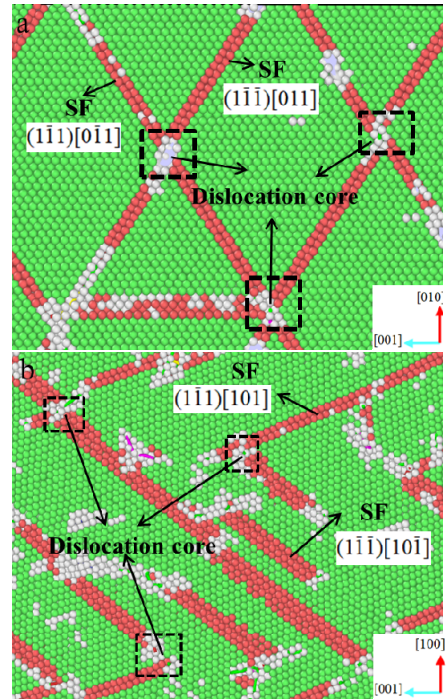 a
SF
(11̄1)[01̄1]
SF
(11̄1̄)[011]
Dislocation core
[010]
[001]
b
SF
(11̄1)[101]
SF
(11̄1̄)[101̄]
Dislocation core
[100]
[001]